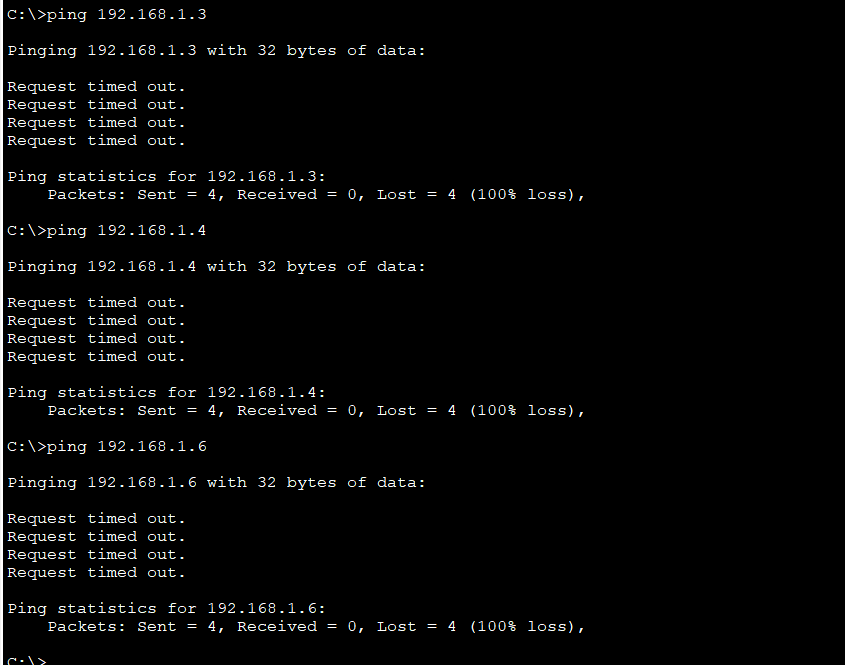 C:\>ping 192.168.1.3
Pinging 192.168.1.3 with 32 bytes of data:
Request timed out.
Request timed out.
Request timed out.
Request timed out.
Ping statistics for 192.168.1.3:
    Packets: Sent = 4, Received = 0, Lost = 4 (100% loss),
C:\>ping 192.168.1.4
Pinging 192.168.1.4 with 32 bytes of data:
Request timed out.
Request timed out.
Request timed out.
Request timed out.
Ping statistics for 192.168.1.4:
    Packets: Sent = 4, Received = 0, Lost = 4 (100% loss),
C:\>ping 192.168.1.6
Pinging 192.168.1.6 with 32 bytes of data:
Request timed out.
Request timed out.
Request timed out.
Request timed out.
Ping statistics for 192.168.1.6:
    Packets: Sent = 4, Received = 0, Lost = 4 (100% loss),
C:\>